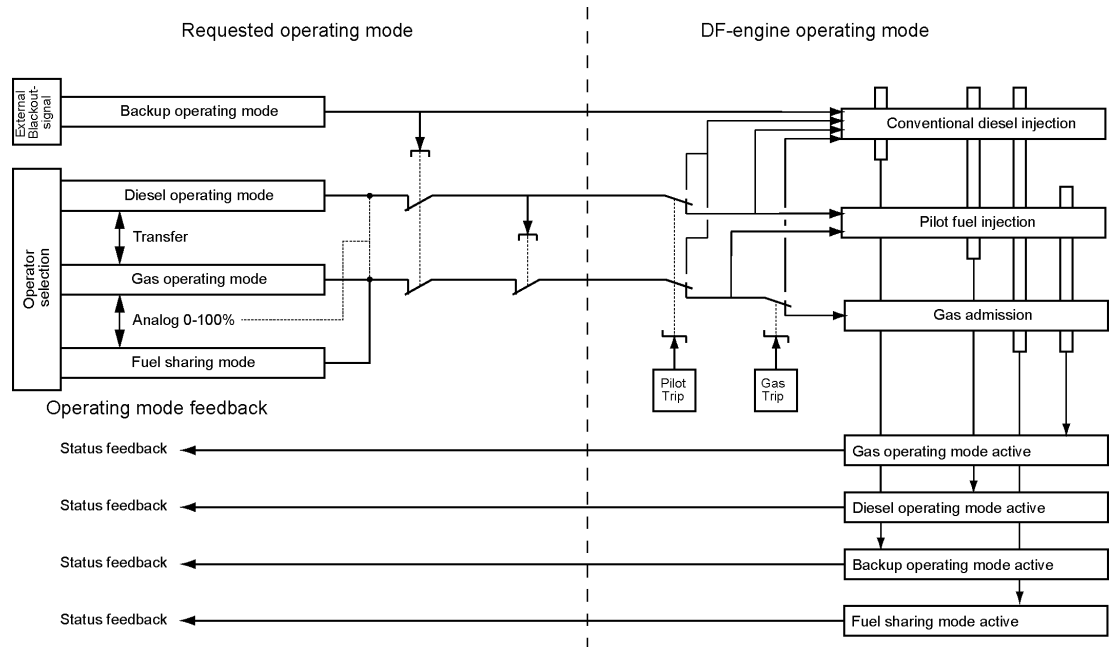 Requested operating mode
DF-engine operating mode
External
Blackout-
signal
Backup operating mode
Conventional diesel injection
Operator
selection
Diesel operating mode
Transfer
Pilot fuel injection
Gas operating mode
Analog 0-100%
Gas admission
Fuel sharing mode
Pilot
Trip
Gas
Trip
Operating mode feedback
Status feedback
Gas operating mode active
Status feedback
Diesel operating mode active
Status feedback
Backup operating mode active
Status feedback
Fuel sharing mode active